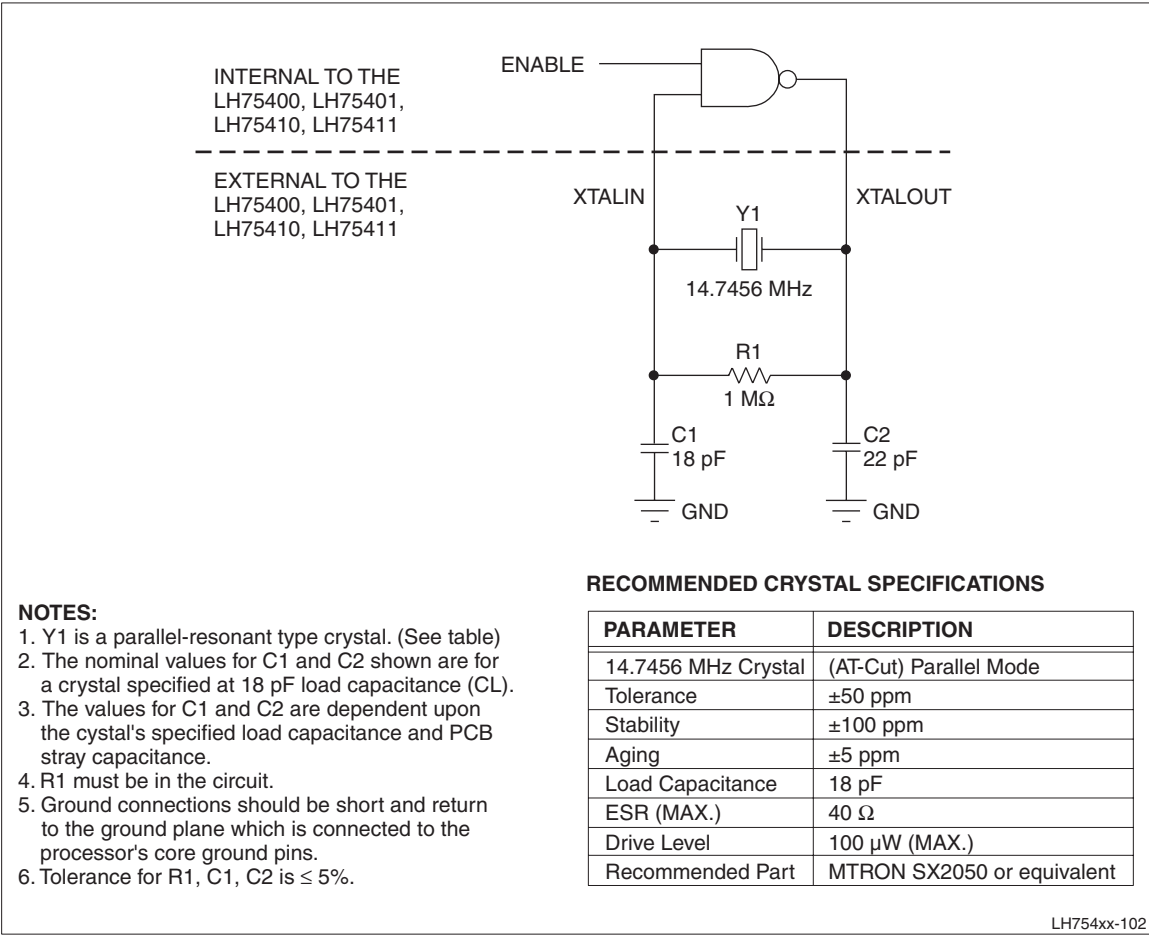 INTERNAL TO THE
LH75400, LH75401,
LH75410, LH75411
ENABLE
EXTERNAL TO THE
LH75400, LH75401,
LH75410, LH75411
XTALIN
XTALOUT
Y1
14.7456 MHz
R1
1 MΩ
C1
18 pF
C2
22 pF
GND
GND
NOTES:
1. Y1 is a parallel-resonant type crystal. (See table)
2. The nominal values for C1 and C2 shown are for
a crystal specified at 18 pF load capacitance (CL).
3. The values for C1 and C2 are dependent upon
the cystal's specified load capacitance and PCB
stray capacitance.
4. R1 must be in the circuit.
5. Ground connections should be short and return
to the ground plane which is connected to the
processor's core ground pins.
6. Tolerance for R1, C1, C2 is ≤ 5%.
RECOMMENDED CRYSTAL SPECIFICATIONS
PARAMETER DESCRIPTION
14.7456 MHz Crystal (AT-Cut) Parallel Mode
Tolerance ±50 ppm
Stability ±100 ppm
Aging ±5 ppm
Load Capacitance 18 pF
ESR (MAX.) 40 Ω
Drive Level 100 µW (MAX.)
Recommended Part MTRON SX2050 or equivalent
LH754xx-102